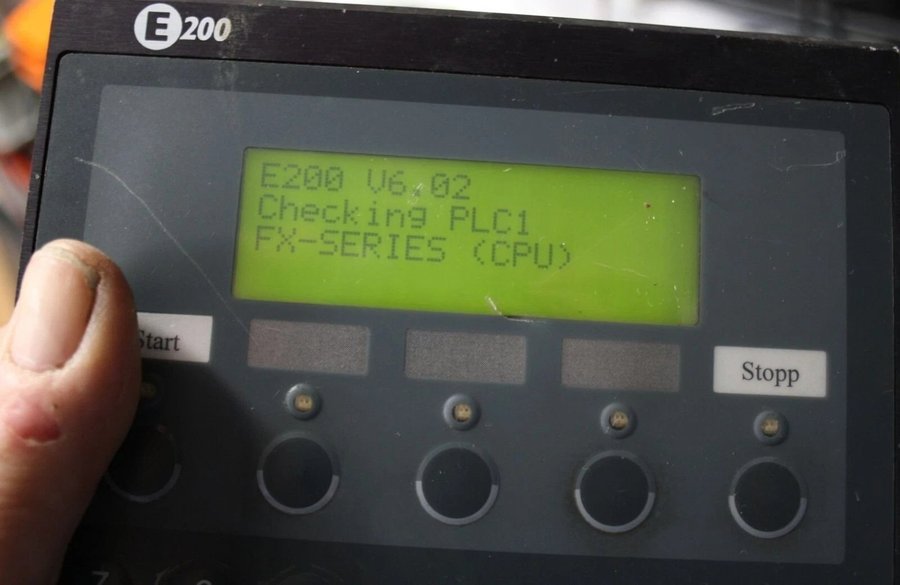 E200
E200 V6.02
Checking PLC1
FX-SERIES (CPU)
Start
Stopp